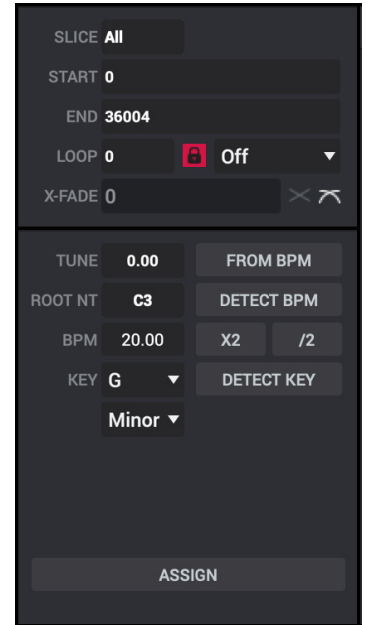 SLICE All
START 0
END 36004
LOOP 0 Off
X-FADE 0
TUNE 0.00 FROM BPM
ROOT NT C3 DETECT BPM
BPM 20.00 X2 /2
KEY G DETECT KEY
Minor
ASSIGN